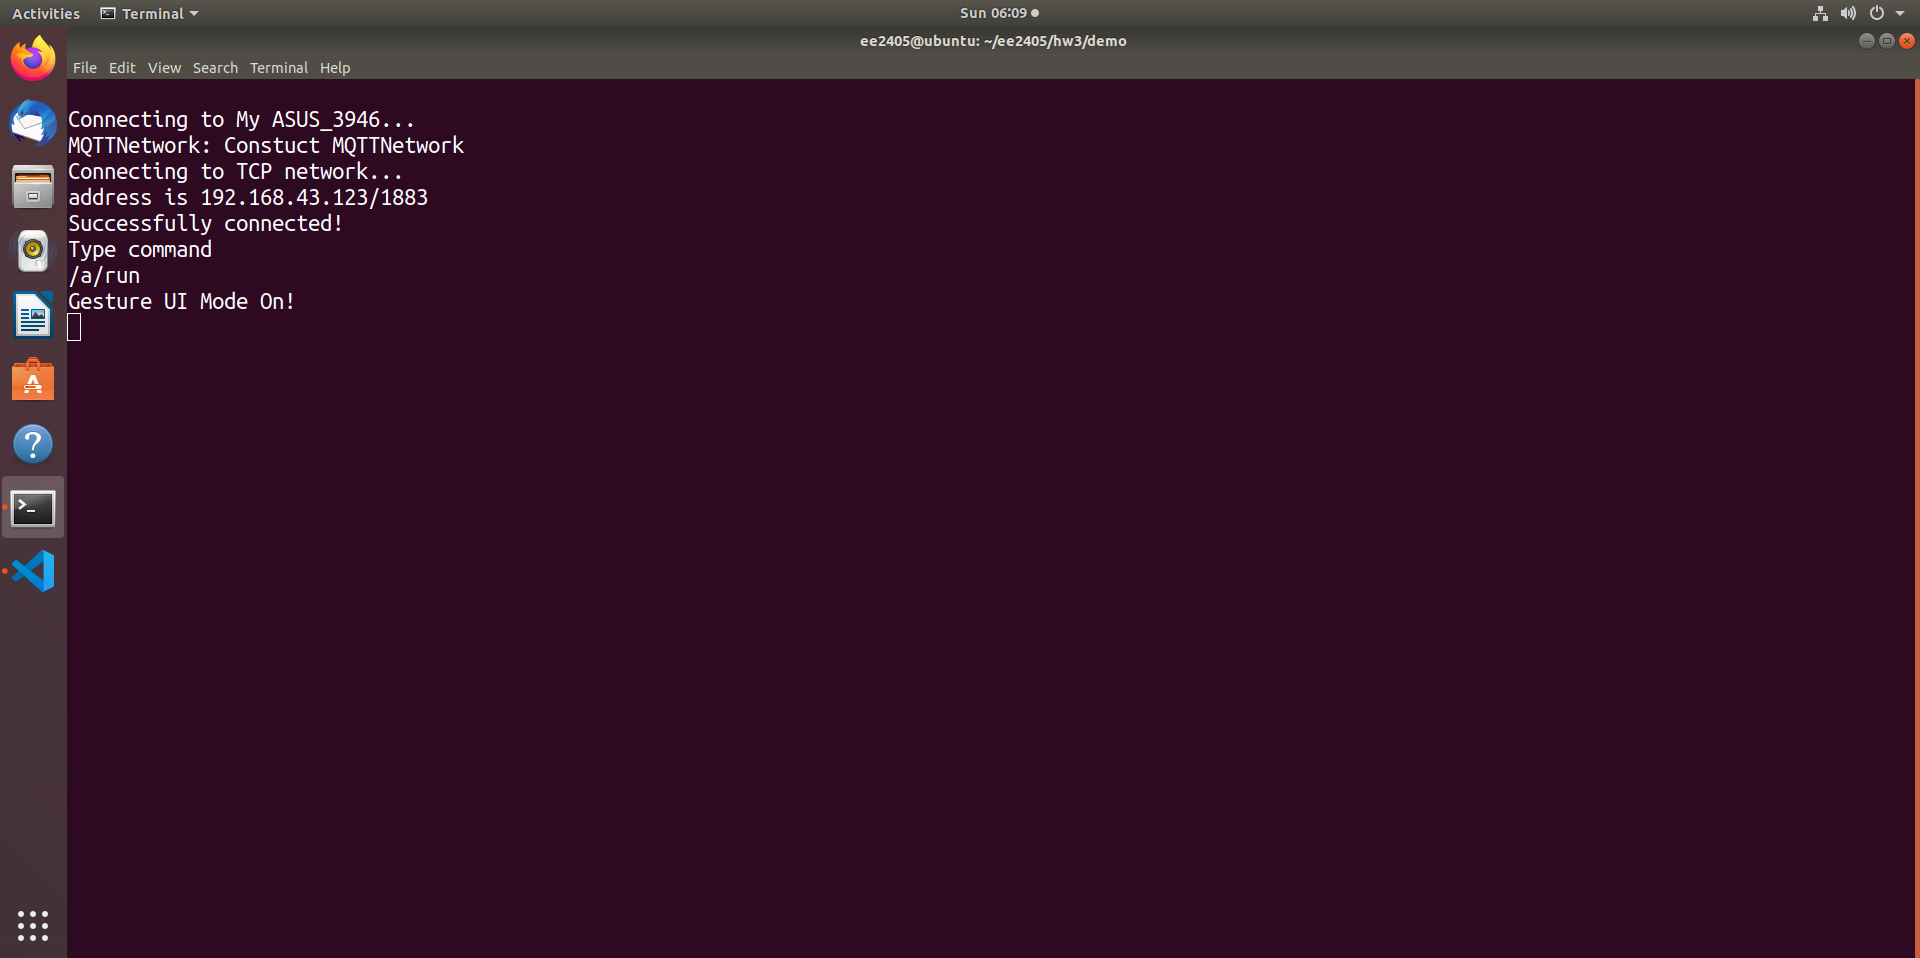 Activities Terminal Sun 06:09
ee2405@ubuntu: ~/ee2405/hw3/demo
File Edit View Search Terminal Help
Connecting to My ASUS_3946...
MQTTNetwork: Constuct MQTTNetwork
Connecting to TCP network...
address is 192.168.43.123/1883
Successfully connected!
Type command
/a/run
Gesture UI Mode On!